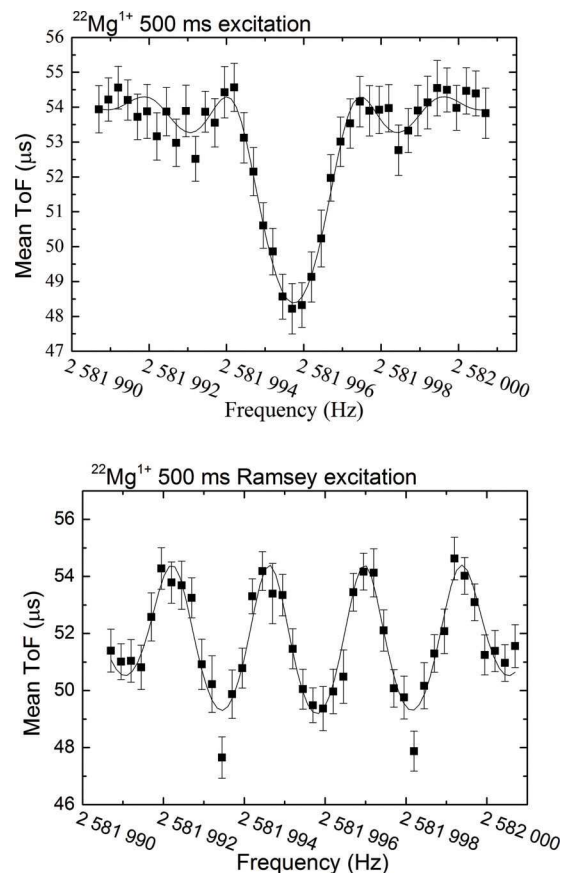 ²²Mg¹⁺ 500 ms excitation
56
55
54
53
52
51
50
49
48
47
Mean ToF (μs)
2 581 990
2 581 992
2 581 994
2 581 996
2 581 998
2 582 000
Frequency (Hz)
²²Mg¹⁺ 500 ms Ramsey excitation
56
54
52
50
48
46
Mean ToF (μs)
2 581 990
2 581 992
2 581 994
2 581 996
2 581 998
2 582 000
Frequency (Hz)